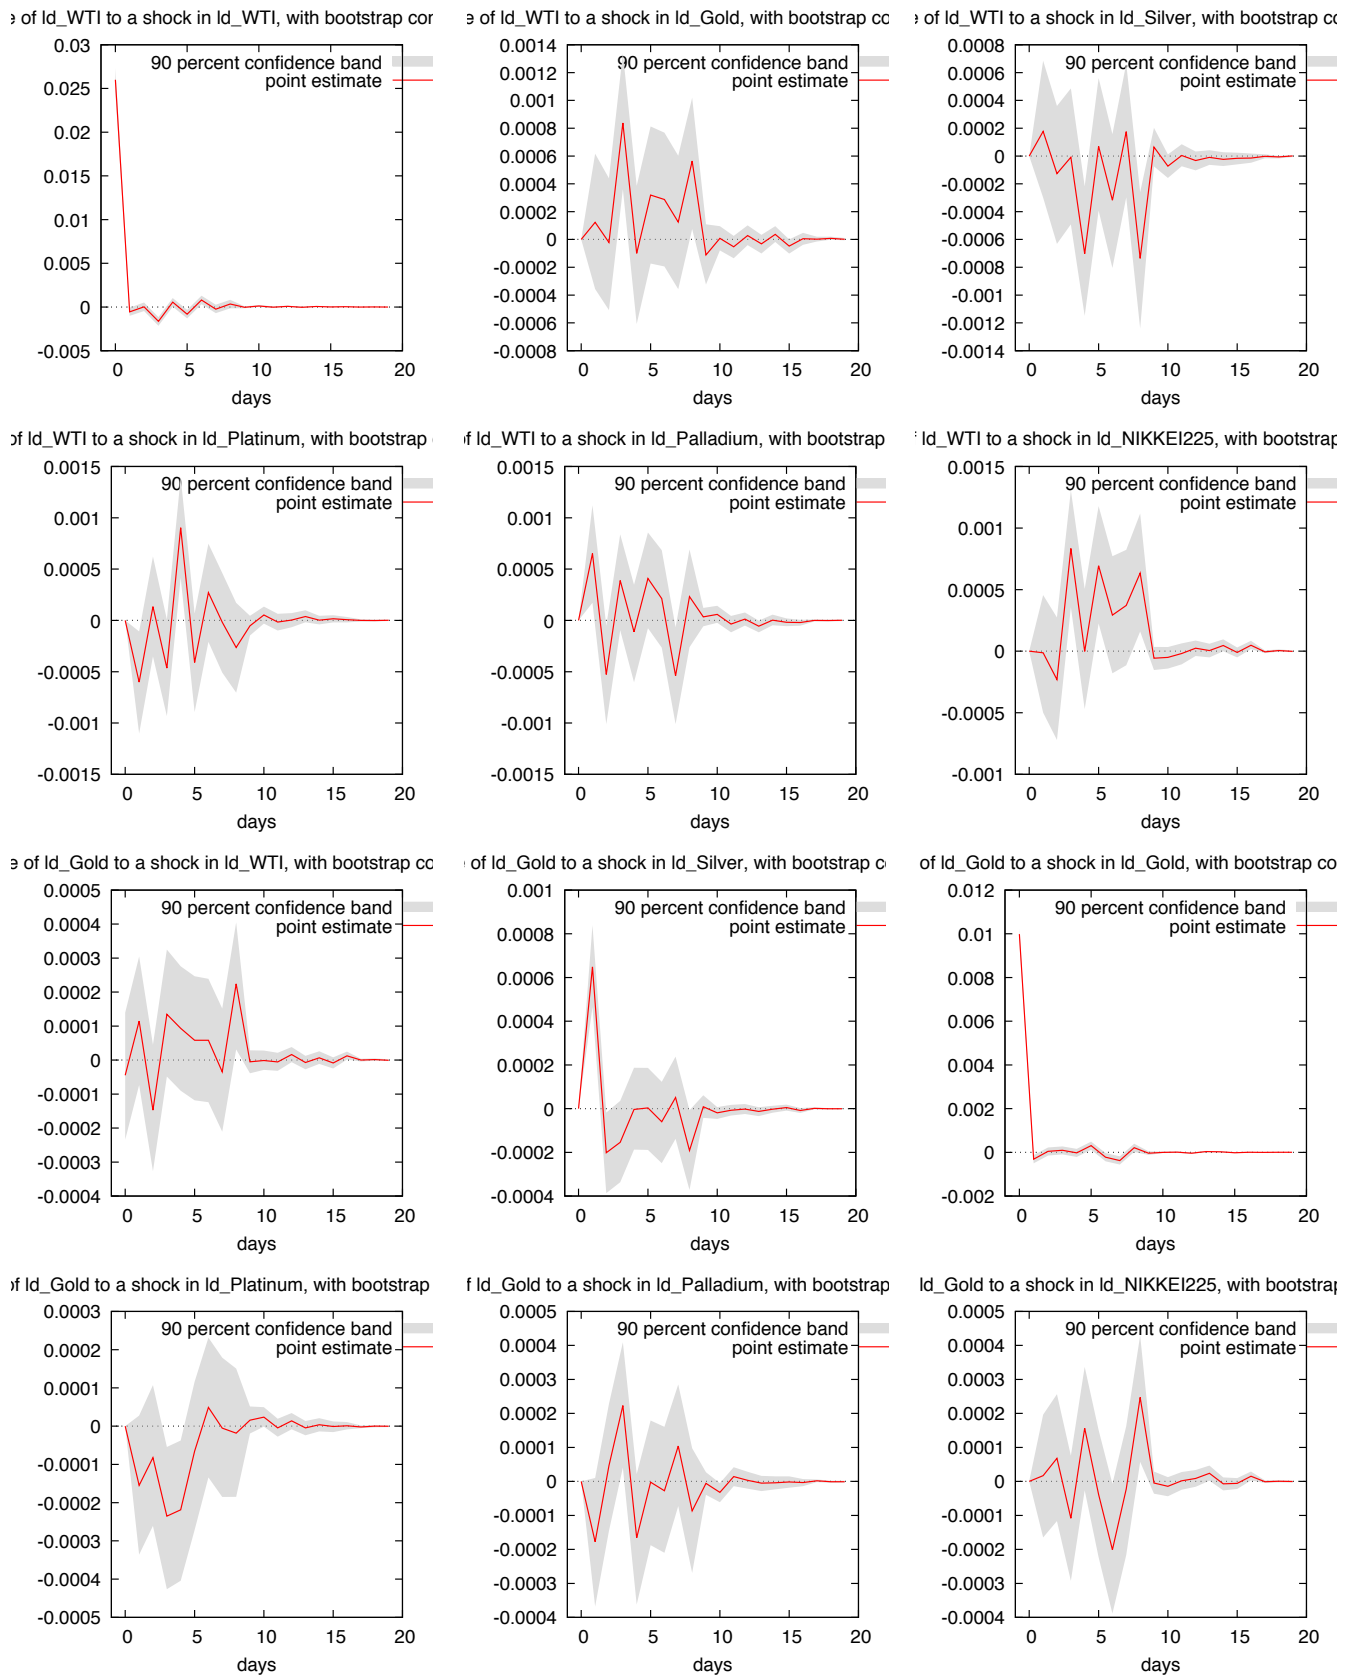 e of ld_WTI to a shock in ld_WTI, with bootstrap con
90 percent confidence band
point estimate
0.03
0.025
0.02
0.015
0.01
0.005
0
-0.005
0 5 10 15 20
days
e of ld_WTI to a shock in ld_Gold, with bootstrap co
90 percent confidence band
point estimate
0.0014
0.0012
0.001
0.0008
0.0006
0.0004
0.0002
0
-0.0002
-0.0004
-0.0006
-0.0008
0 5 10 15 20
days
e of ld_WTI to a shock in ld_Silver, with bootstrap co
90 percent confidence band
point estimate
0.0008
0.0006
0.0004
0.0002
0
-0.0002
-0.0004
-0.0006
-0.0008
-0.001
-0.0012
-0.0014
0 5 10 15 20
days
of ld_WTI to a shock in ld_Platinum, with bootstrap
90 percent confidence band
point estimate
0.0015
0.001
0.0005
0
-0.0005
-0.001
-0.0015
0 5 10 15 20
days
of ld_WTI to a shock in ld_Palladium, with bootstrap
90 percent confidence band
point estimate
0.0015
0.001
0.0005
0
-0.0005
-0.001
-0.0015
0 5 10 15 20
days
f ld_WTI to a shock in ld_NIKKEI225, with bootstrap
90 percent confidence band
point estimate
0.0015
0.001
0.0005
0
-0.0005
-0.001
0 5 10 15 20
days
e of ld_Gold to a shock in ld_WTI, with bootstrap co
90 percent confidence band
point estimate
0.0005
0.0004
0.0003
0.0002
0.0001
0
-0.0001
-0.0002
-0.0003
-0.0004
0 5 10 15 20
days
e of ld_Gold to a shock in ld_Silver, with bootstrap co
90 percent confidence band
point estimate
0.001
0.0008
0.0006
0.0004
0.0002
0
-0.0002
-0.0004
0 5 10 15 20
days
of ld_Gold to a shock in ld_Gold, with bootstrap co
90 percent confidence band
point estimate
0.012
0.01
0.008
0.006
0.004
0.002
0
-0.002
0 5 10 15 20
days
of ld_Gold to a shock in ld_Platinum, with bootstrap
90 percent confidence band
point estimate
0.0003
0.0002
0.0001
0
-0.0001
-0.0002
-0.0003
-0.0004
-0.0005
0 5 10 15 20
days
f ld_Gold to a shock in ld_Palladium, with bootstrap
90 percent confidence band
point estimate
0.0005
0.0004
0.0003
0.0002
0.0001
0
-0.0001
-0.0002
-0.0003
-0.0004
0 5 10 15 20
days
ld_Gold to a shock in ld_NIKKEI225, with bootstrap
90 percent confidence band
point estimate
0.0005
0.0004
0.0003
0.0002
0.0001
0
-0.0001
-0.0002
-0.0003
-0.0004
0 5 10 15 20
days